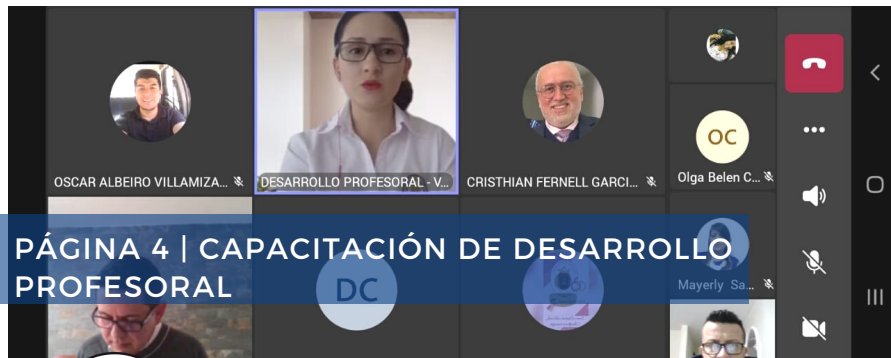 OSCAR ALBEIRO VILLAMIZA...
DESARROLLO PROFESORAL - V...
CRISTHIAN FERNELL GARCI...
OC
Olga Belen C...
PÁGINA 4 | CAPACITACIÓN DE DESARROLLO
PROFESORAL
DC
Mayerly Sa...